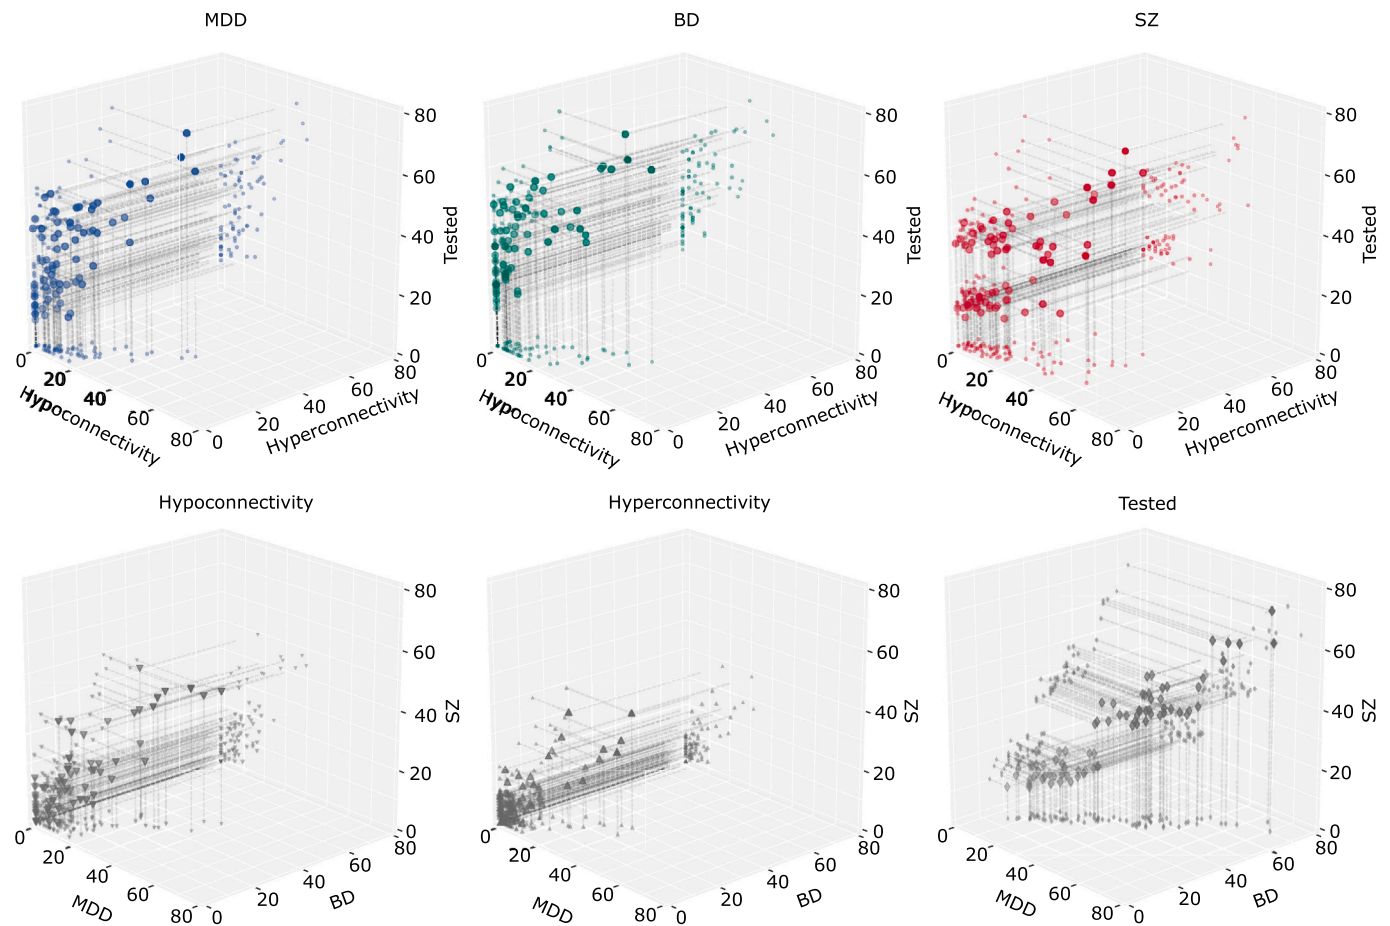 MDD BD SZ
80 80 80
60 60 60
Tested Tested Tested
40 40 40
20 20 20
0 0 0 0 0 0
20 80 20 80 20 80
40 60 40 60 40 60
60 40 60 40 60 40
80 0 20 80 0 20 80 0 20
Hypoconnectivity Hyperconnectivity Hypoconnectivity Hyperconnectivity Hypoconnectivity Hyperconnectivity
Hypoconnectivity Hyperconnectivity Tested
80 80 80
60 60 60
SZ SZ SZ
40 40 40
20 20 20
0 0 0 0 0 0
20 80 20 80 20 80
40 60 40 60 40 60
60 40 60 40 60 40
80 0 20 80 0 20 80 0 20
MDD BD MDD BD MDD BD